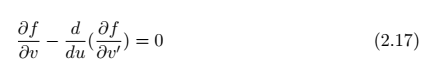 ∂f/∂v − d/du(∂f/∂v′) = 0 (2.17)